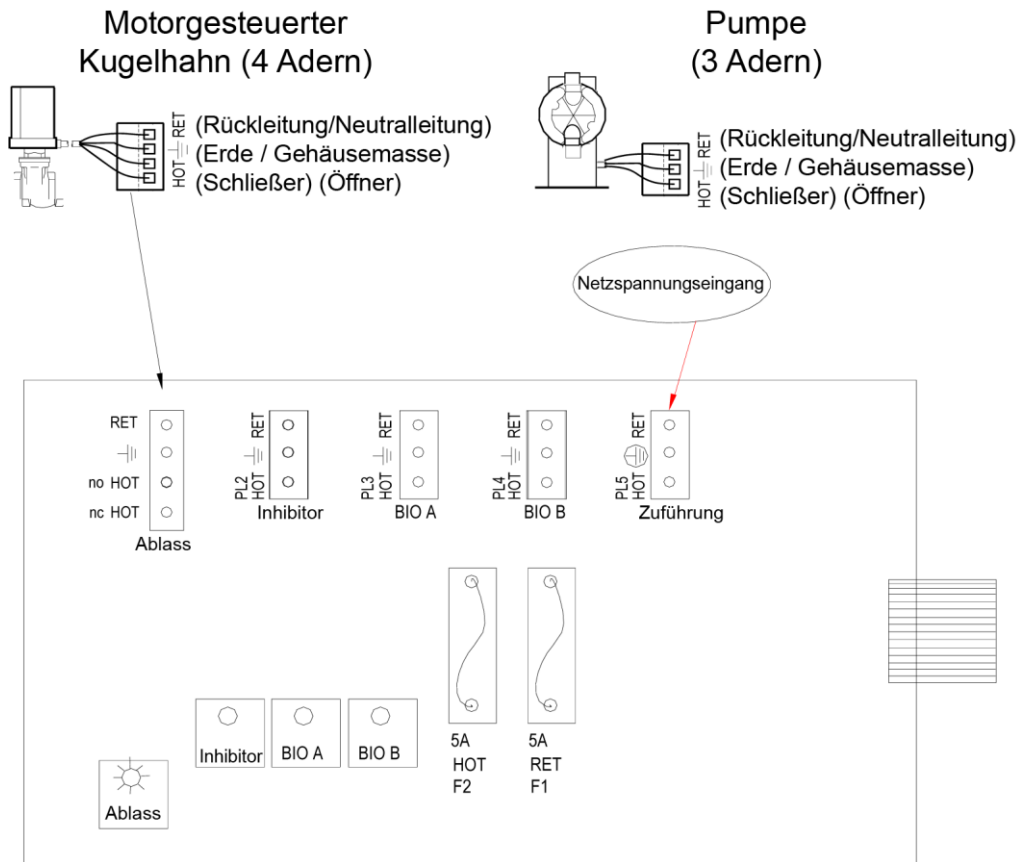 Motorgesteuerter
Kugelhahn (4 Adern)
HOT RET
(Rückleitung/Neutralleitung)
(Erde / Gehäusemasse)
(Schließer) (Öffner)
Pumpe
(3 Adern)
HOT RET
(Rückleitung/Neutralleitung)
(Erde / Gehäusemasse)
(Schließer) (Öffner)
Netzspannungseingang
RET
no HOT
nc HOT
Ablass
PL2
HOT RET
Inhibitor
PL3
HOT RET
BIO A
PL4
HOT RET
BIO B
PL5
HOT RET
Zuführung
5A
HOT
F2
5A
RET
F1
Inhibitor
BIO A
BIO B
Ablass